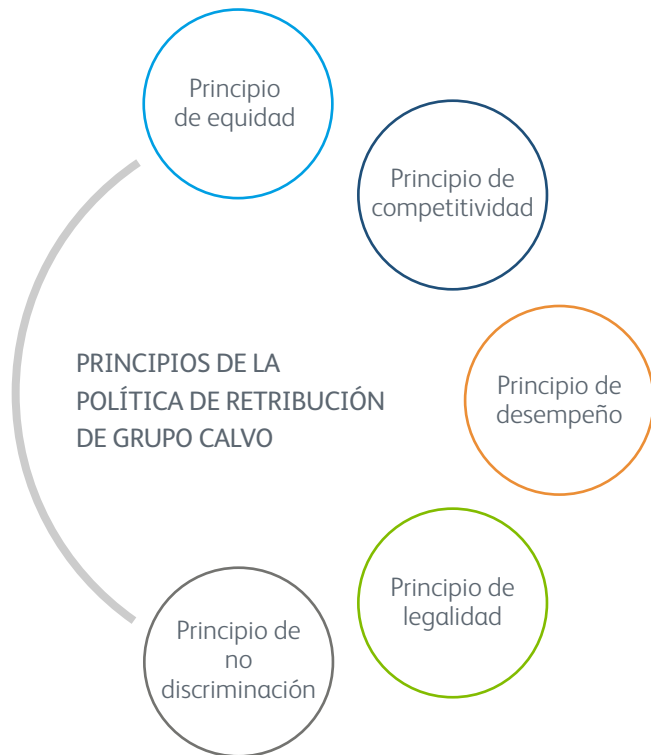 Principio
de equidad
Principio de
competitividad
PRINCIPIOS DE LA
POLÍTICA DE RETRIBUCIÓN
DE GRUPO CALVO
Principio de
desempeño
Principio de
legalidad
Principio de
no
discriminación